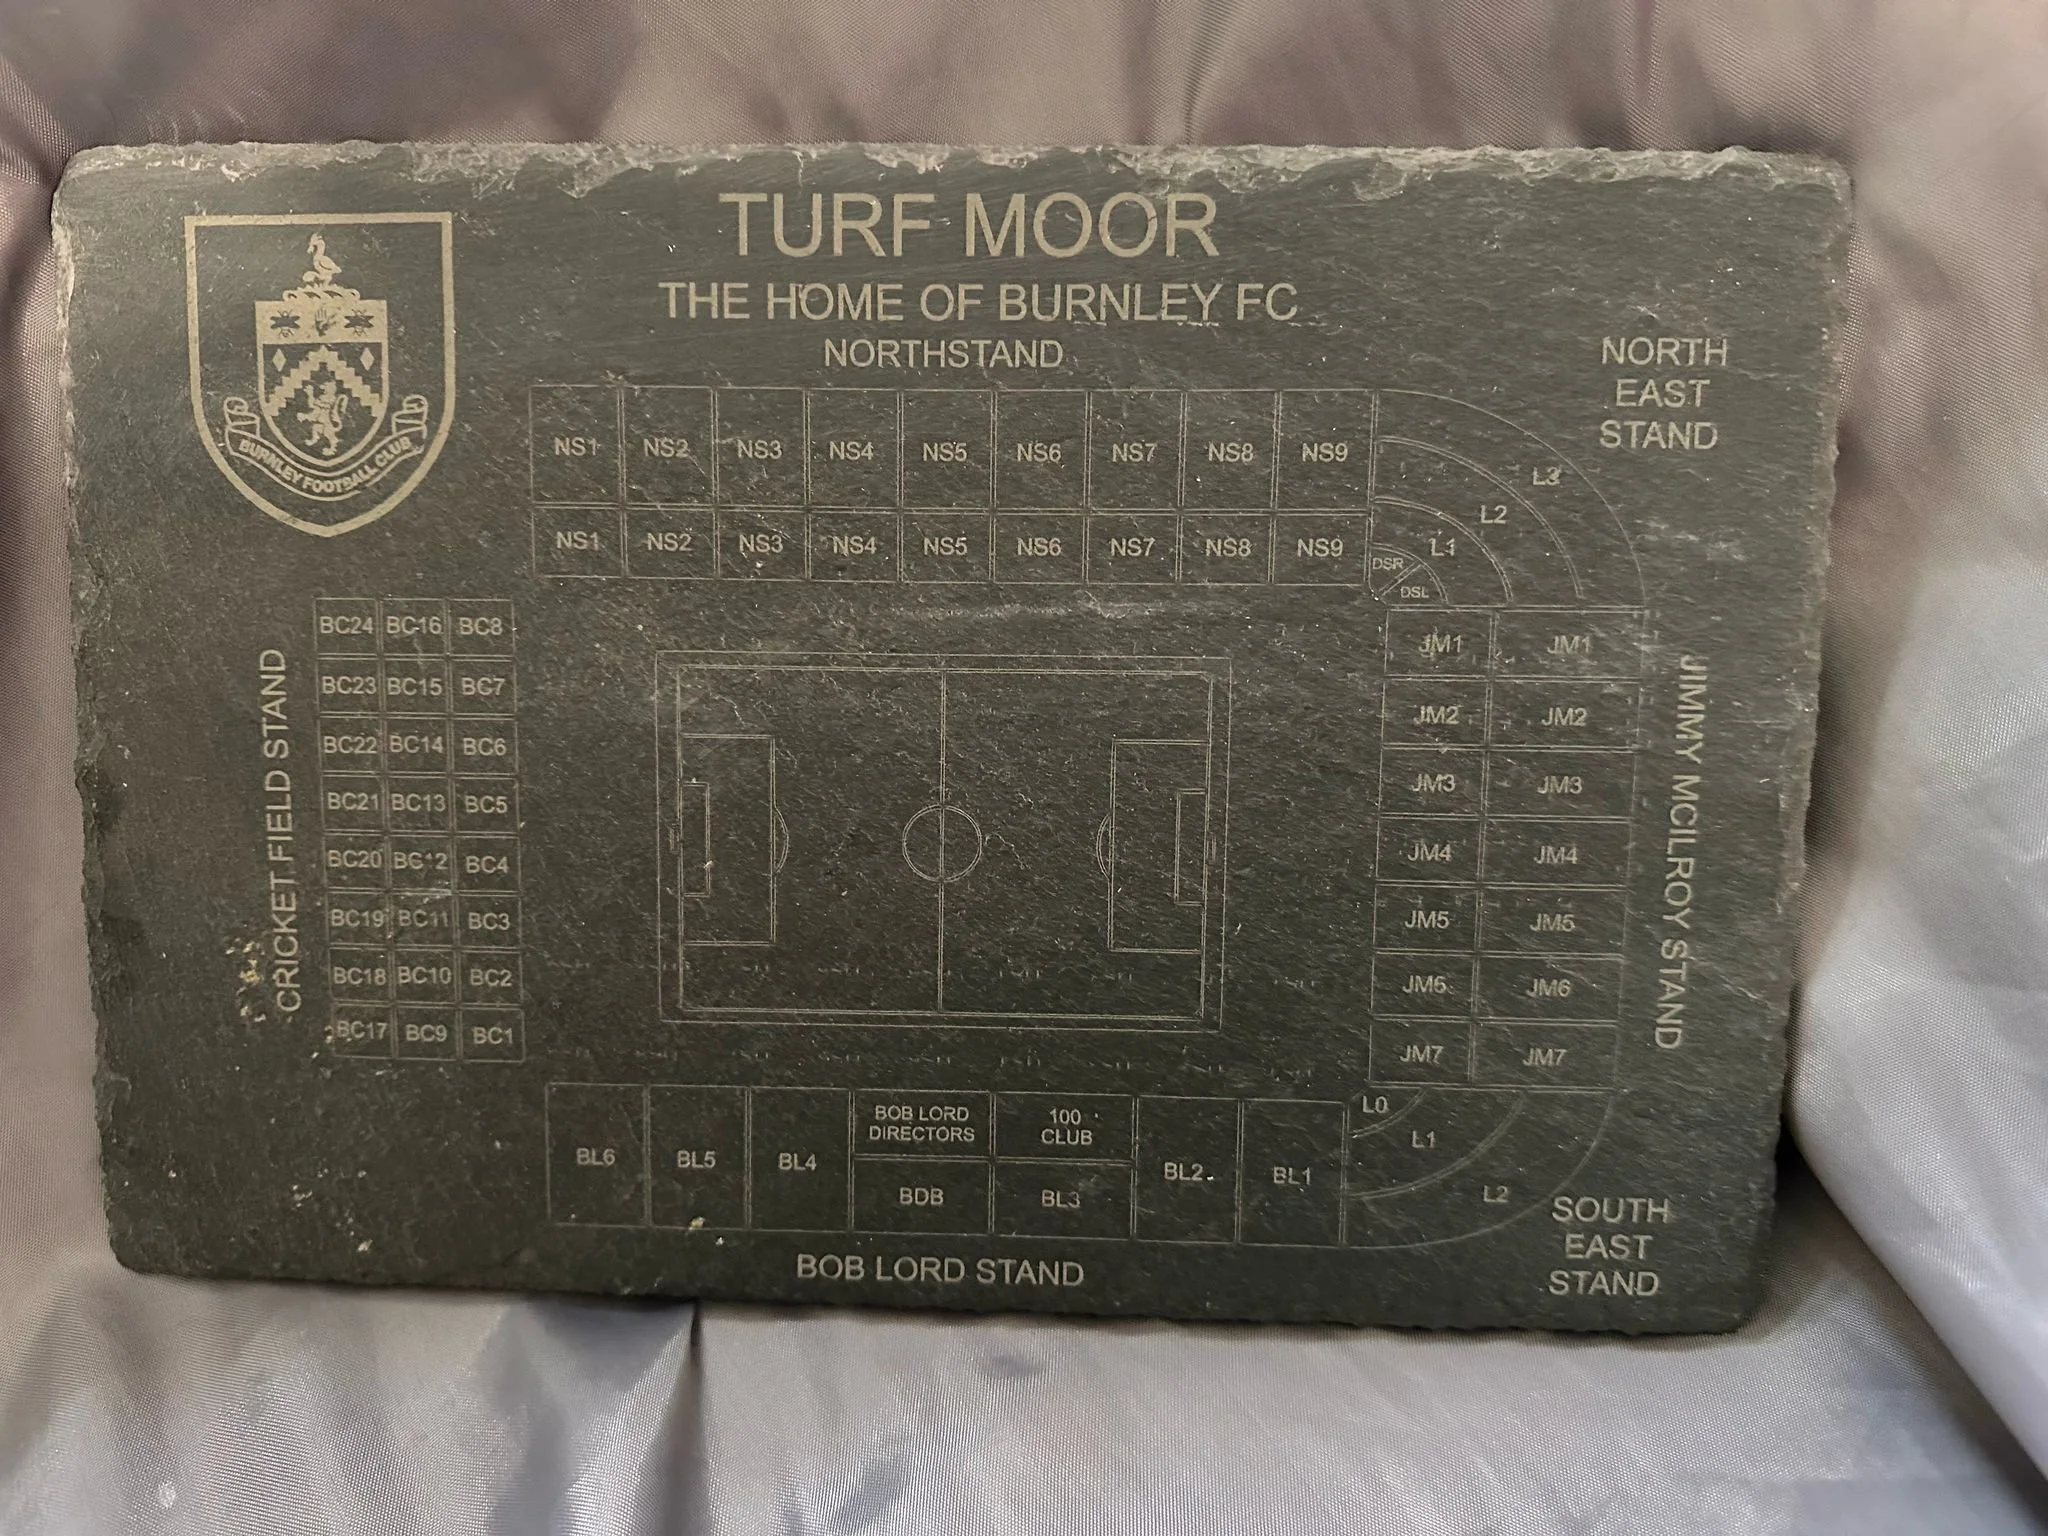 TURF MOOR
THE HOME OF BURNLEY FC
BURNLEY FOOTBALL CLUB
NORTHSTAND
NORTH
EAST
STAND
NS1 NS2 NS3 NS4 NS5 NS6 NS7 NS8 NS9
L3
L2
NS1 NS2 NS3 NS4 NS5 NS6 NS7 NS8 NS9
L1
DSR
DSL
CRICKET FIELD STAND
BC24 BC16 BC8
BC23 BC15 BC7
BC22 BC14 BC6
BC21 BC13 BC5
BC20 BC12 BC4
BC19 BC11 BC3
BC18 BC10 BC2
BC17 BC9 BC1
JM1 JM1
JM2 JM2
JM3 JM3
JM4 JM4
JM5 JM5
JM6 JM6
JM7 JM7
JIMMY MCILROY STAND
BL6 BL5 BL4
BOB LORD
DIRECTORS
100
CLUB
BDB
BL3
BL2 BL1
L0
L1
L2
BOB LORD STAND
SOUTH
EAST
STAND